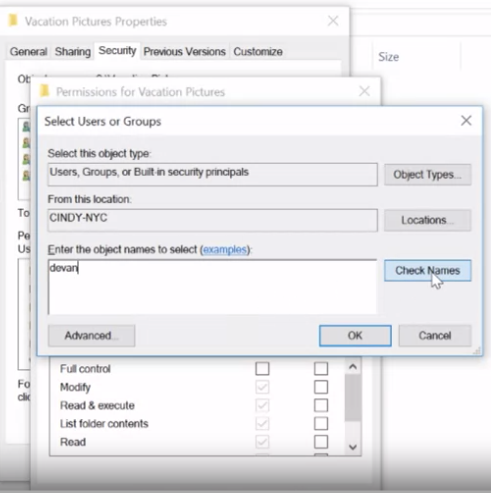 Vacation Pictures Properties
General Sharing Security Previous Versions Customize
Size
Permissions for Vacation Pictures
Select Users or Groups
Select this object type:
Users, Groups, or Built-in security principals
Object Types...
From this location:
CINDY-NYC
Locations...
Enter the object names to select (examples):
devan
Check Names
Advanced...
OK
Cancel
Full control
Modify
Read & execute
List folder contents
Read